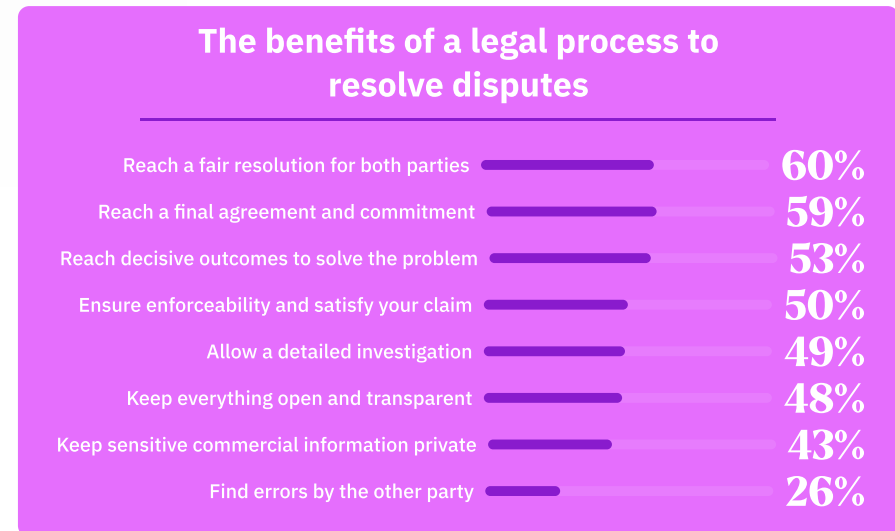 The benefits of a legal process to
resolve disputes
Reach a fair resolution for both parties 60%
Reach a final agreement and commitment 59%
Reach decisive outcomes to solve the problem 53%
Ensure enforceability and satisfy your claim 50%
Allow a detailed investigation 49%
Keep everything open and transparent 48%
Keep sensitive commercial information private 43%
Find errors by the other party 26%